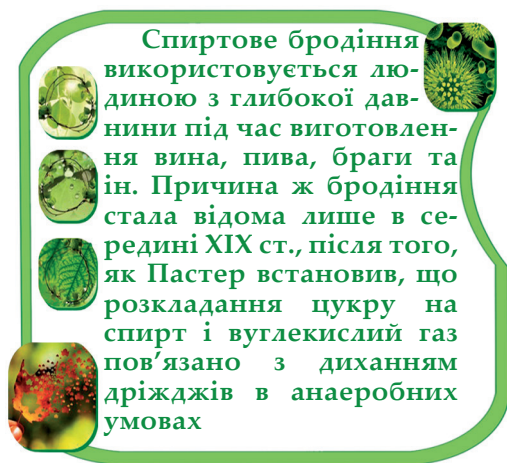 Спиртове бродіння
використовується лю-
диною з глибокої дав-
нини під час виготовлен-
ня вина, пива, браги та
ін. Причина ж бродіння
стала відома лише в се-
редині XIX ст., після того,
як Пастер встановив, що
розкладання цукру на
спирт і вуглекислий газ
пов’язано з диханням
дріжджів в анаеробних
умовах